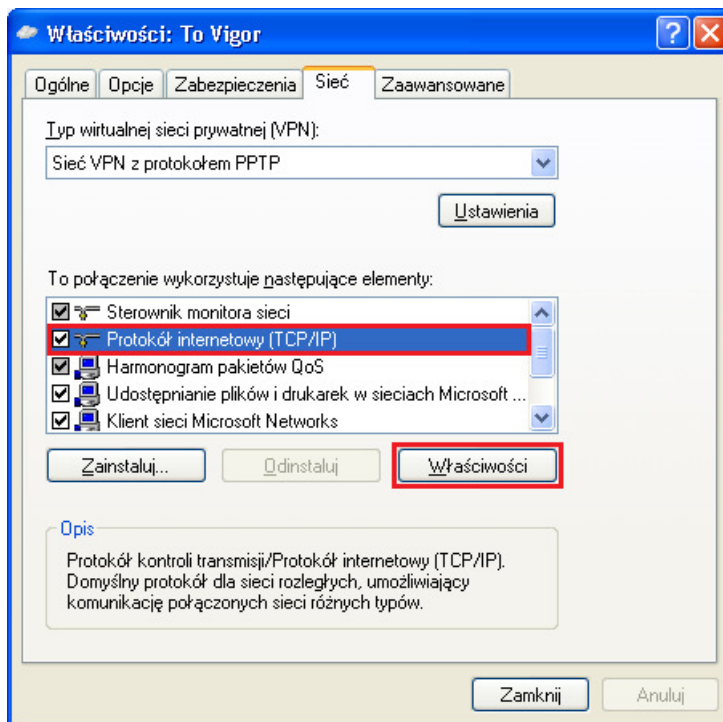 Właściwości: To Vigor
Ogólne Opcje Zabezpieczenia Sieć Zaawansowane
Typ wirtualnej sieci prywatnej (VPN):
Sieć VPN z protokołem PPTP
Ustawienia
To połączenie wykorzystuje następujące elementy:
Sterownik monitora sieci
Protokół internetowy (TCP/IP)
Harmonogram pakietów QoS
Udostępnianie plików i drukarek w sieciach Microsoft ...
Klient sieci Microsoft Networks
Zainstaluj... Odinstaluj Właściwości
Opis
Protokół kontroli transmisji/Protokół internetowy (TCP/IP).
Domyślny protokół dla sieci rozległych, umożliwiający
komunikację połączonych sieci różnych typów.
Zamknij Anuluj